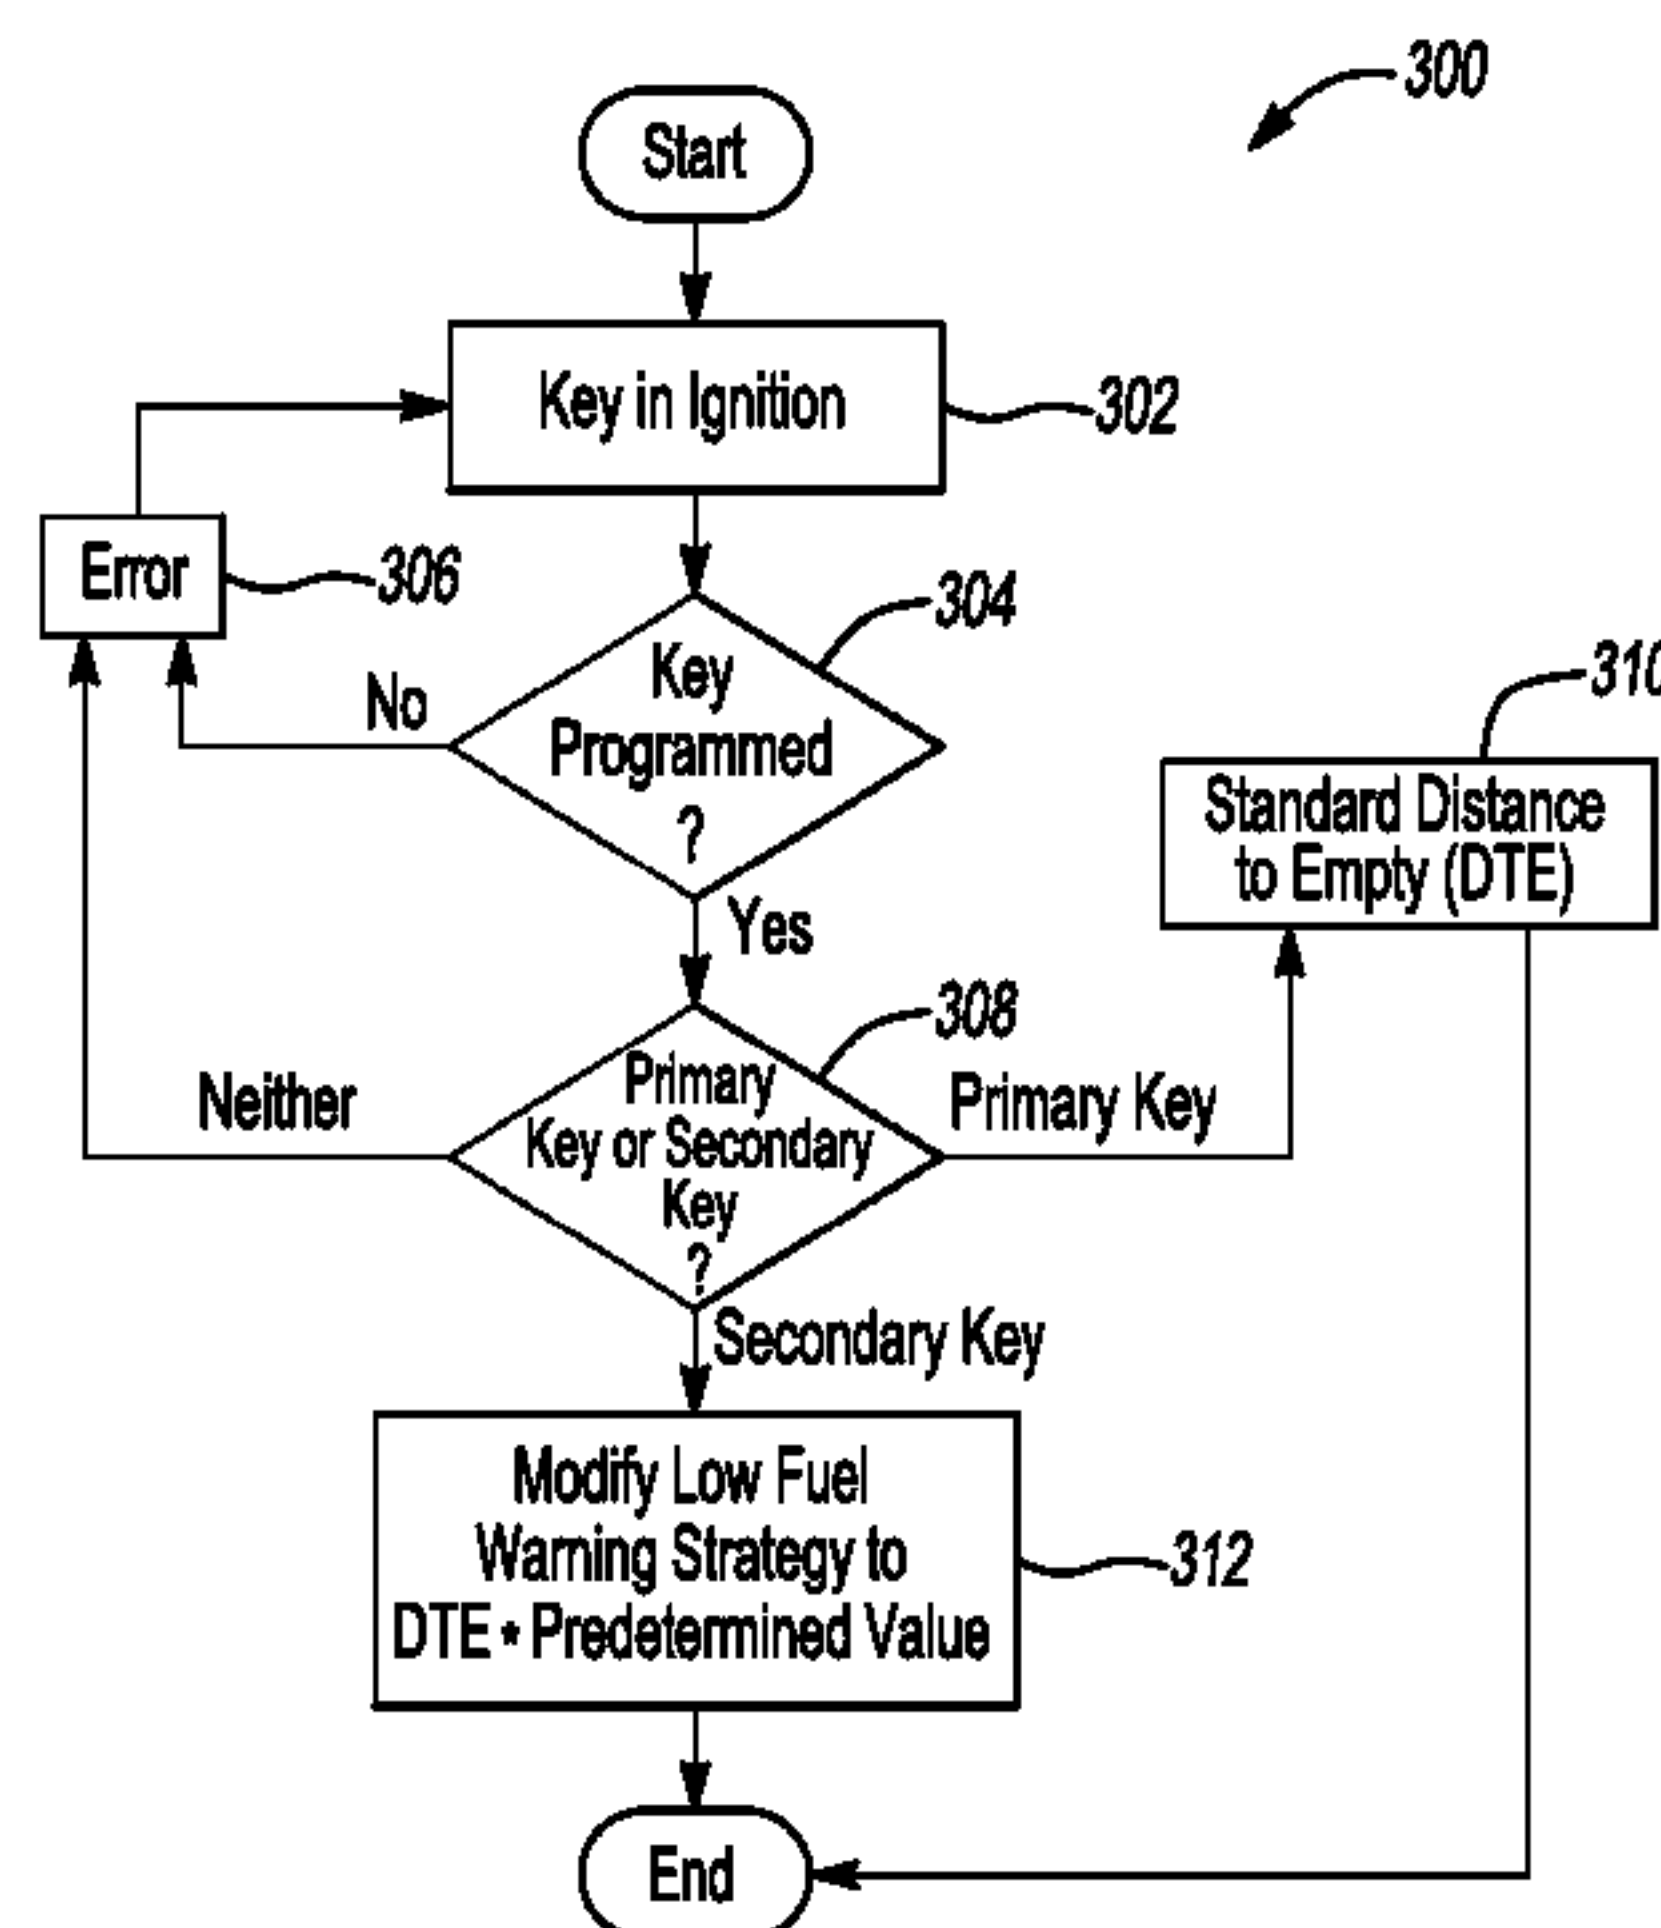 300
Start
Key in Ignition
302
Error
306
304
Key
Programmed
?
No
Yes
310
Standard Distance
to Empty (DTE)
308
Primary
Key or Secondary
Key
?
Neither
Primary Key
Secondary Key
Modify Low Fuel
Warning Strategy to
DTE * Predetermined Value
312
End